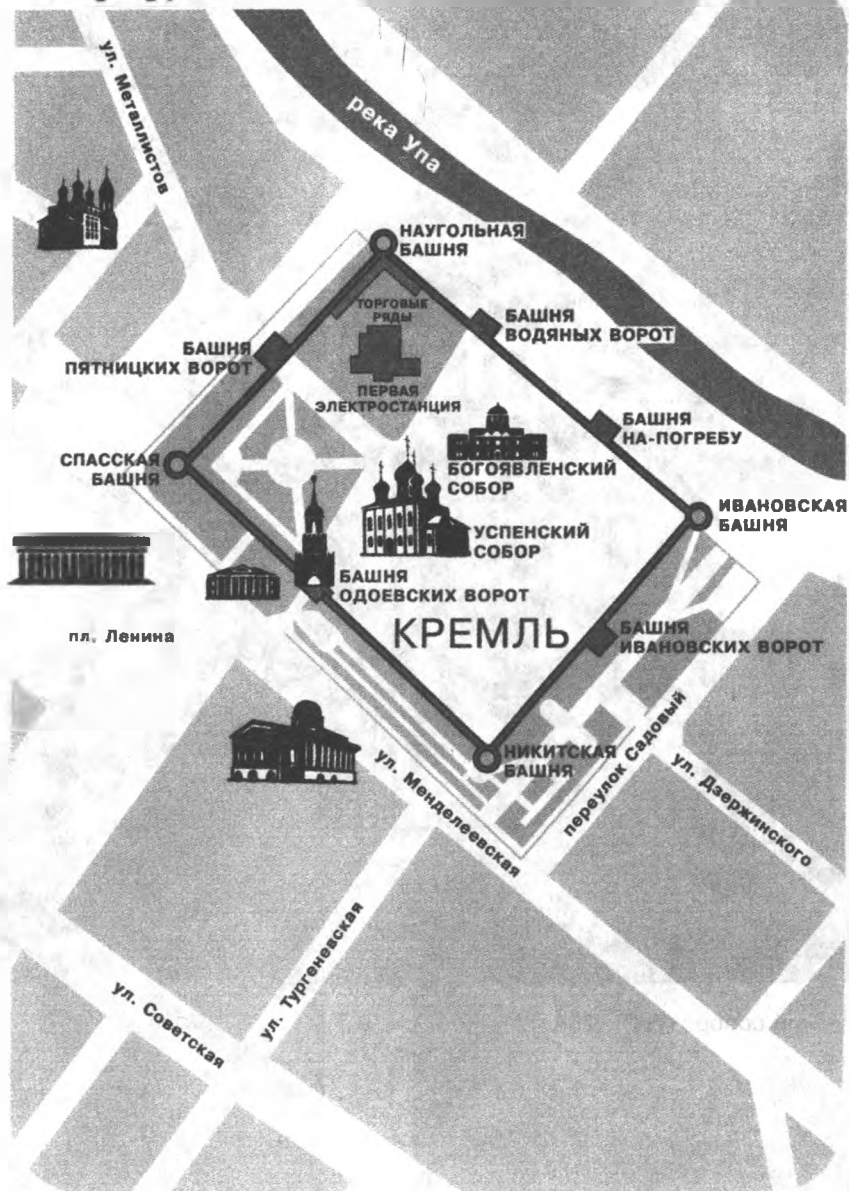 ул. Металлистов
река Упа
НАУГОЛЬНАЯ
БАШНЯ
ТОРГОВЫЕ
РЯДЫ
БАШНЯ
ВОДЯНЫХ ВОРОТ
БАШНЯ
ПЯТНИЦКИХ ВОРОТ
ПЕРВАЯ
ЭЛЕКТРОСТАНЦИЯ
БАШНЯ
НА-ПОГРЕБУ
СПАССКАЯ
БАШНЯ
БОГОЯВЛЕНСКИЙ
СОБОР
ИВАНОВСКАЯ
БАШНЯ
УСПЕНСКИЙ
СОБОР
БАШНЯ
ОДОЕВСКИХ ВОРОТ
пл. Ленина
КРЕМЛЬ
БАШНЯ
ИВАНОВСКИХ ВОРОТ
НИКИТСКАЯ
БАШНЯ
переулок Садовый
ул. Менделеевская
ул. Дзержинского
ул. Тургеневская
ул. Советская